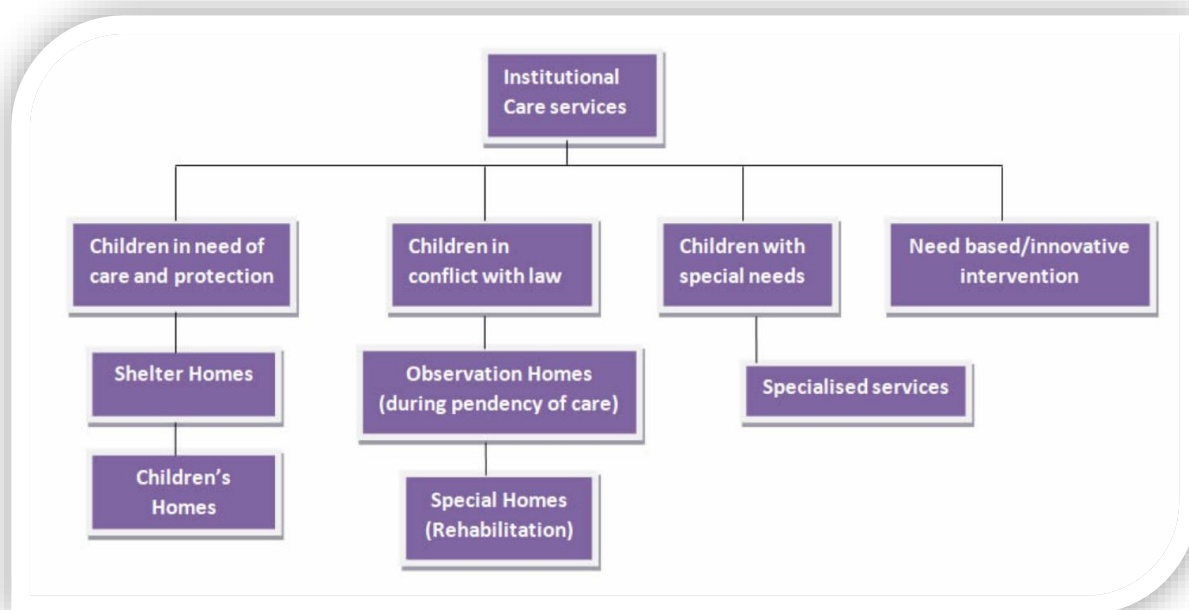 Institutional
Care services
Children in need of
care and protection
Children in
conflict with law
Children with
special needs
Need based/innovative
intervention
Shelter Homes
Observation Homes
(during pendency of care)
Specialised services
Children’s
Homes
Special Homes
(Rehabilitation)